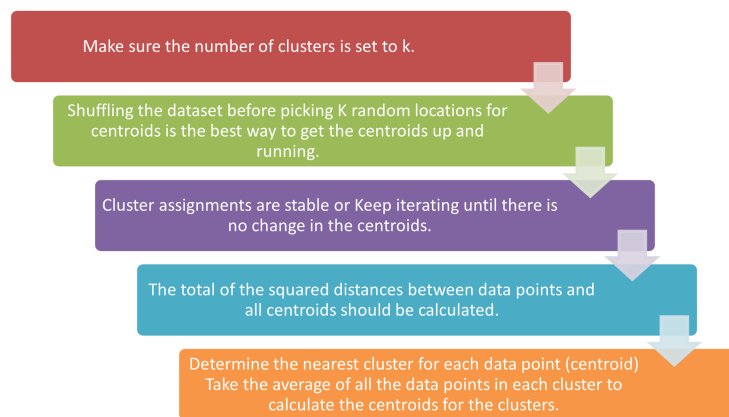 Make sure the number of clusters is set to k.
Shuffling the dataset before picking K random locations for
centroids is the best way to get the centroids up and
running.
Cluster assignments are stable or Keep iterating until there is
no change in the centroids.
The total of the squared distances between data points and
all centroids should be calculated.
Determine the nearest cluster for each data point (centroid)
Take the average of all the data points in each cluster to
calculate the centroids for the clusters.